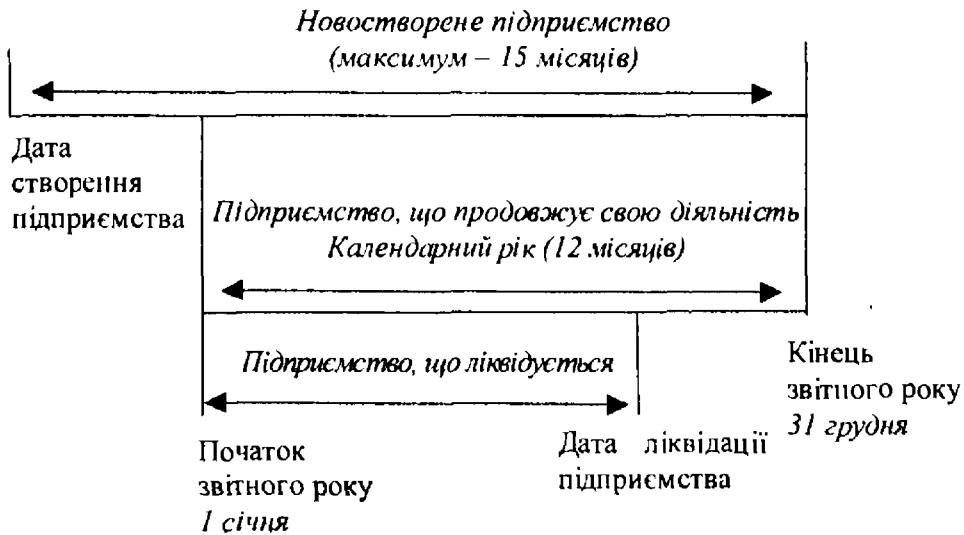 Новостворене підприємство
(максимум – 15 місяців)
Дата
створення
підприємства
Підприємство, що продовжує свою діяльність
Календарний рік (12 місяців)
Підприємство, що ліквідується
Кінець
звітного року
31 грудня
Початок
звітного року
1 січня
Дата ліквідації
підприємства